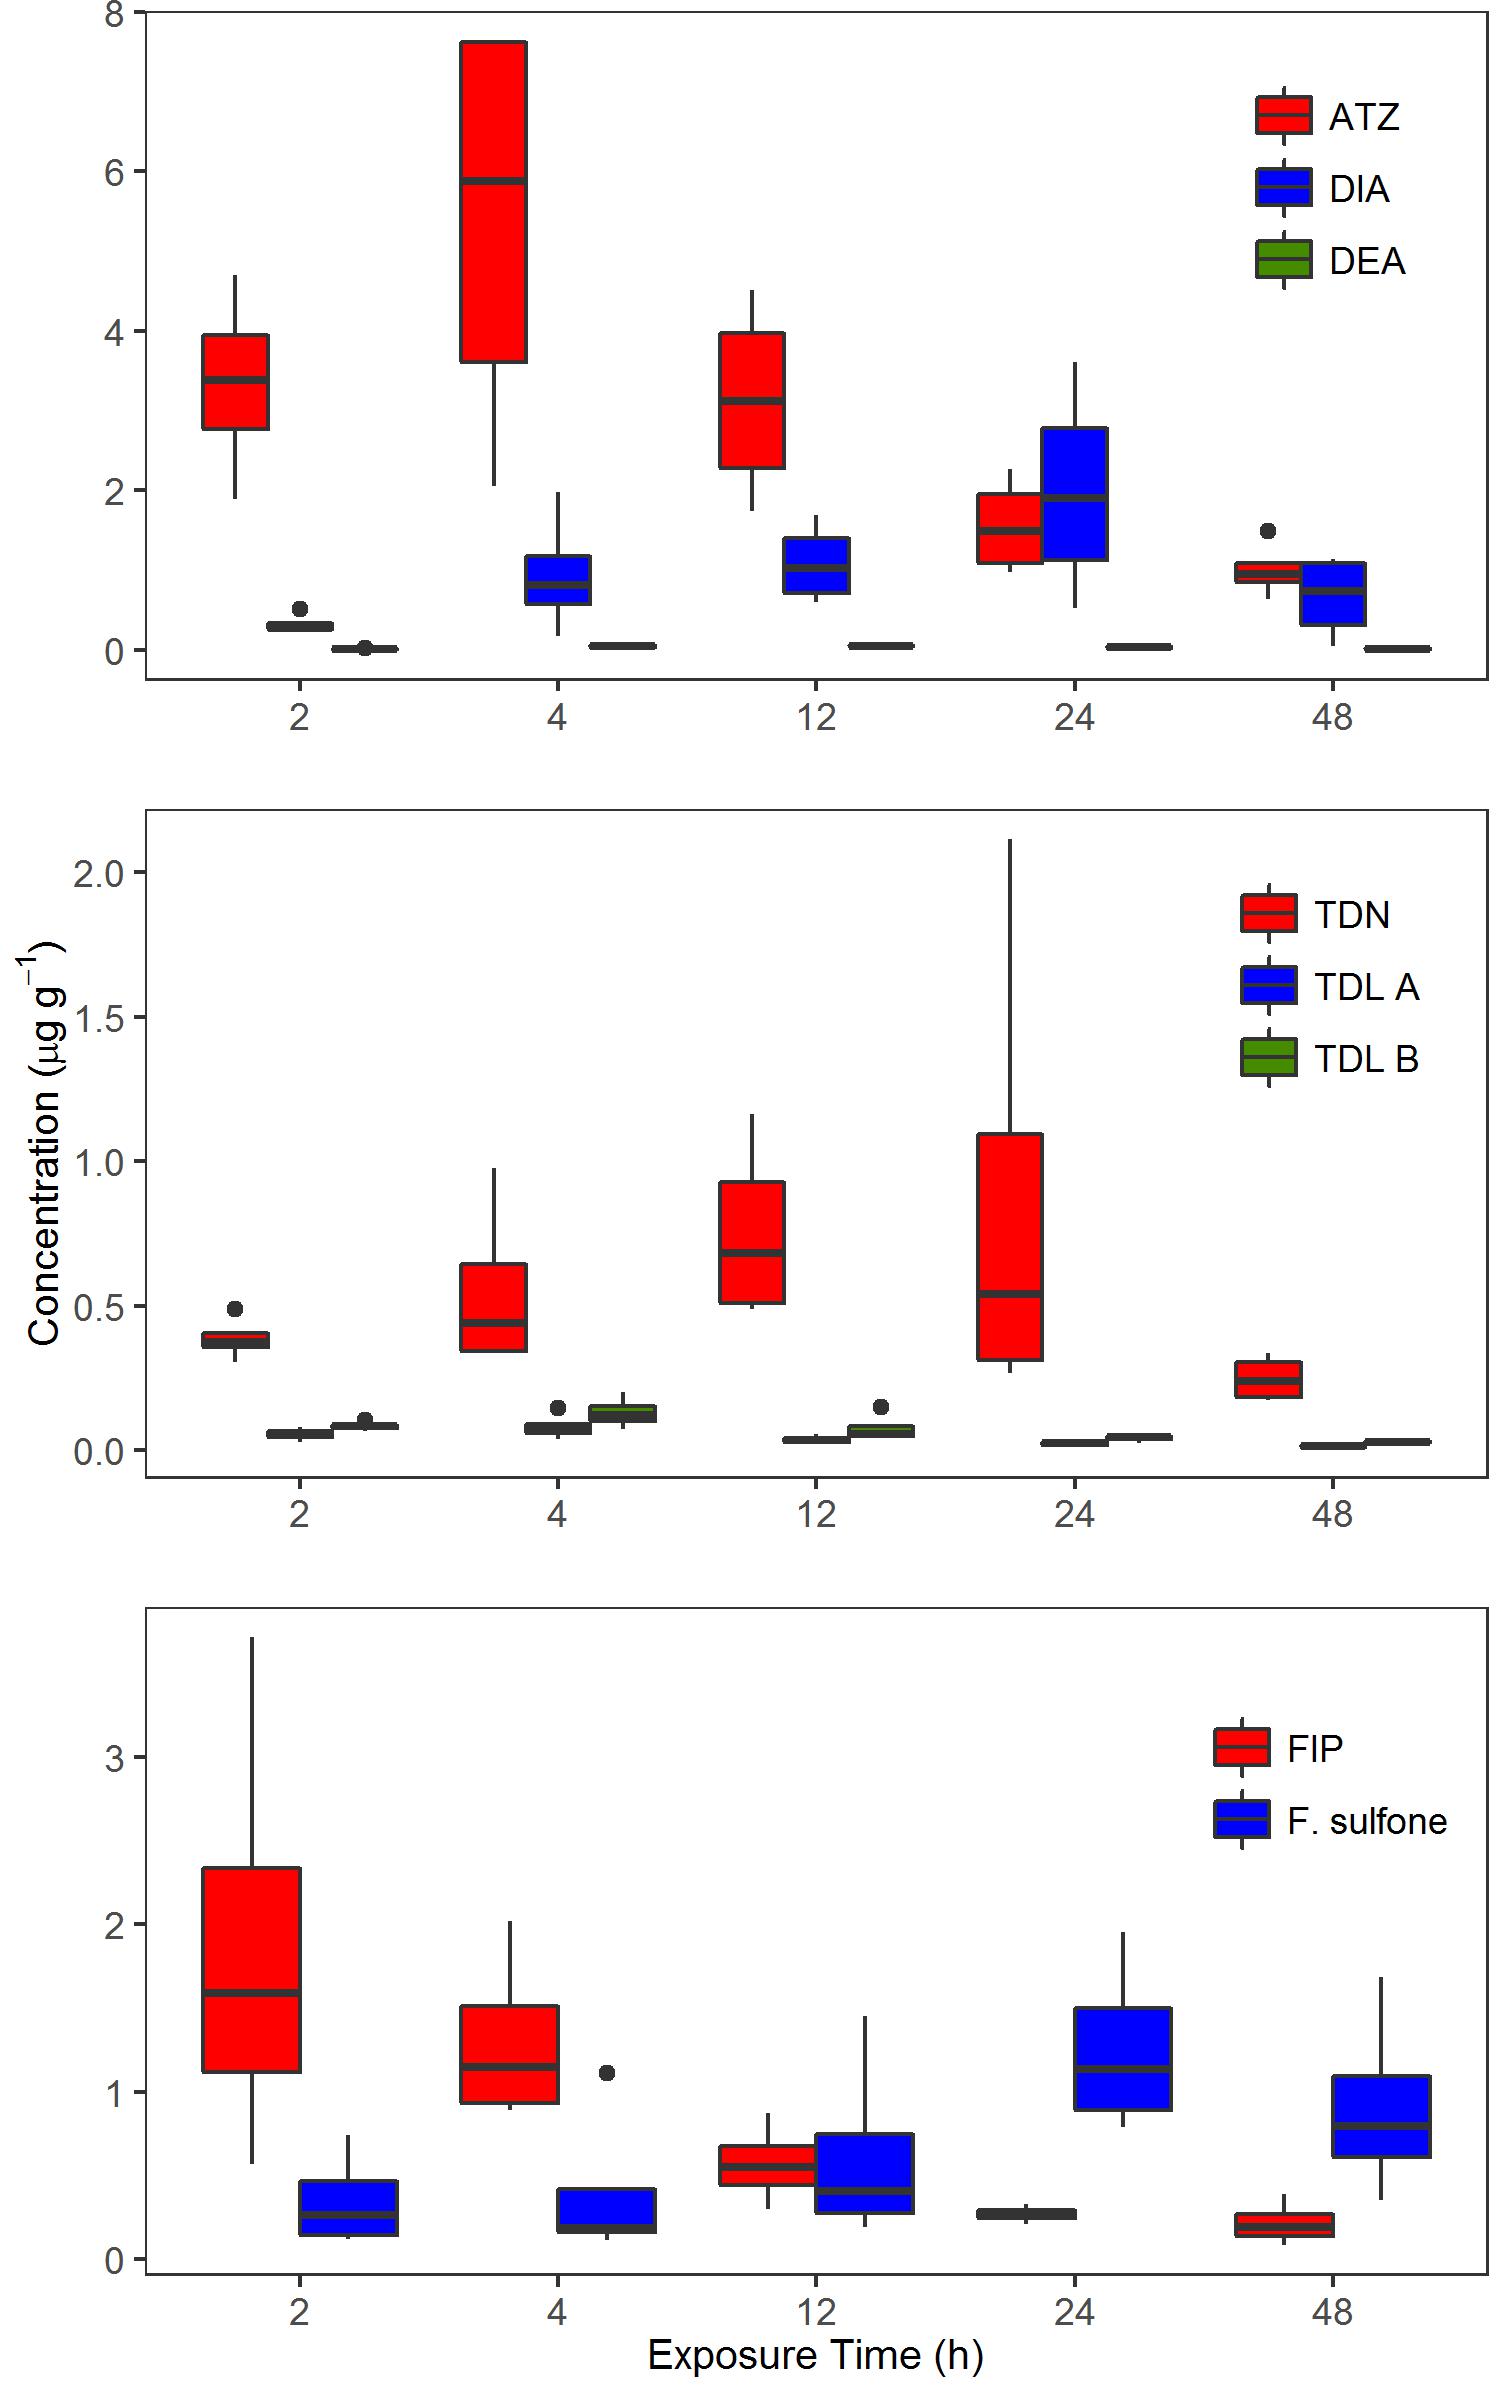 8
6
4
2
0
ATZ
DIA
DEA
2 4 12 24 48
Concentration (μg g⁻¹)
2.0
1.5
1.0
0.5
0.0
TDN
TDL A
TDL B
2 4 12 24 48
3
2
1
0
FIP
F. sulfone
2 4 12 24 48
Exposure Time (h)